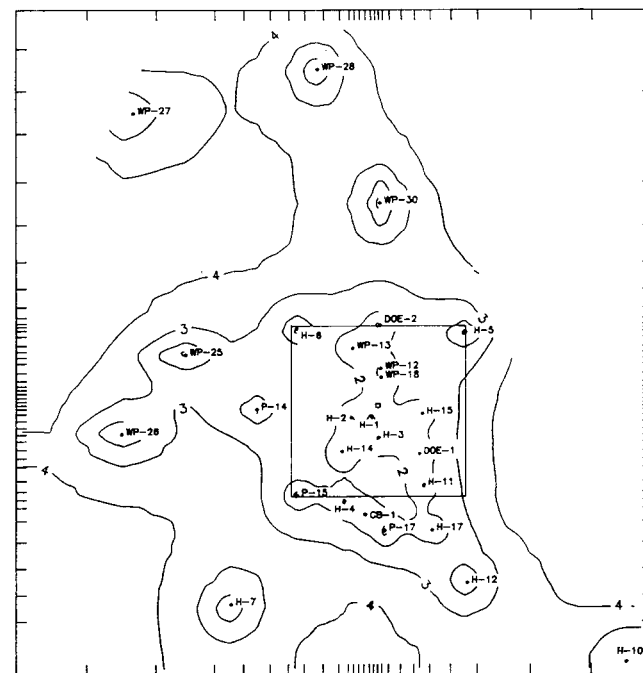 4
WP-28
WP-27
WP-30
4
3
3
DOE-2
H-6
H-5
WP-13
WP-25
WP-12
WP-18
2
3
P-14
H-15
H-2
H-1
WP-26
H-3
H-14
DOE-1
2
4
H-11
P-15
H-4
CB-1
P-17
H-17
3
H-12
H-7
4
4
H-10